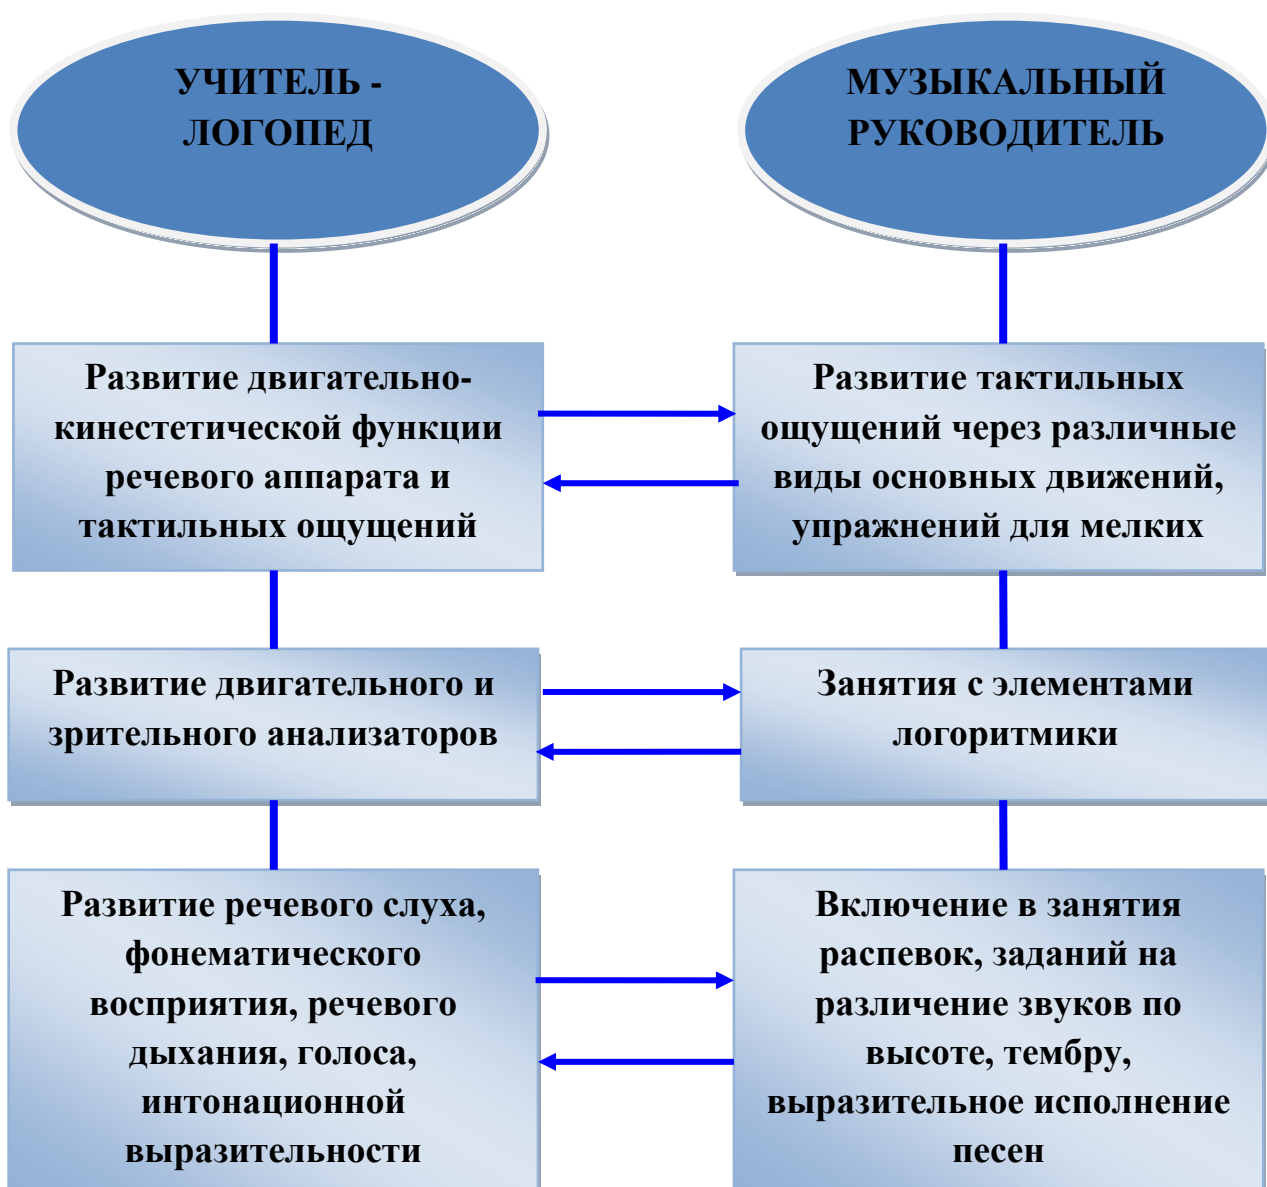 УЧИТЕЛЬ -
ЛОГОПЕД
МУЗЫКАЛЬНЫЙ
РУКОВОДИТЕЛЬ
Развитие двигательно-
кинестетической функции
речевого аппарата и
тактильных ощущений
Развитие тактильных
ощущений через различные
виды основных движений,
упражнений для мелких
Развитие двигательного и
зрительного анализаторов
Занятия с элементами
логоритмики
Развитие речевого слуха,
фонематического
восприятия, речевого
дыхания, голоса,
интонационной
выразительности
Включение в занятия
распевок, заданий на
различение звуков по
высоте, тембру,
выразительное исполнение
песен